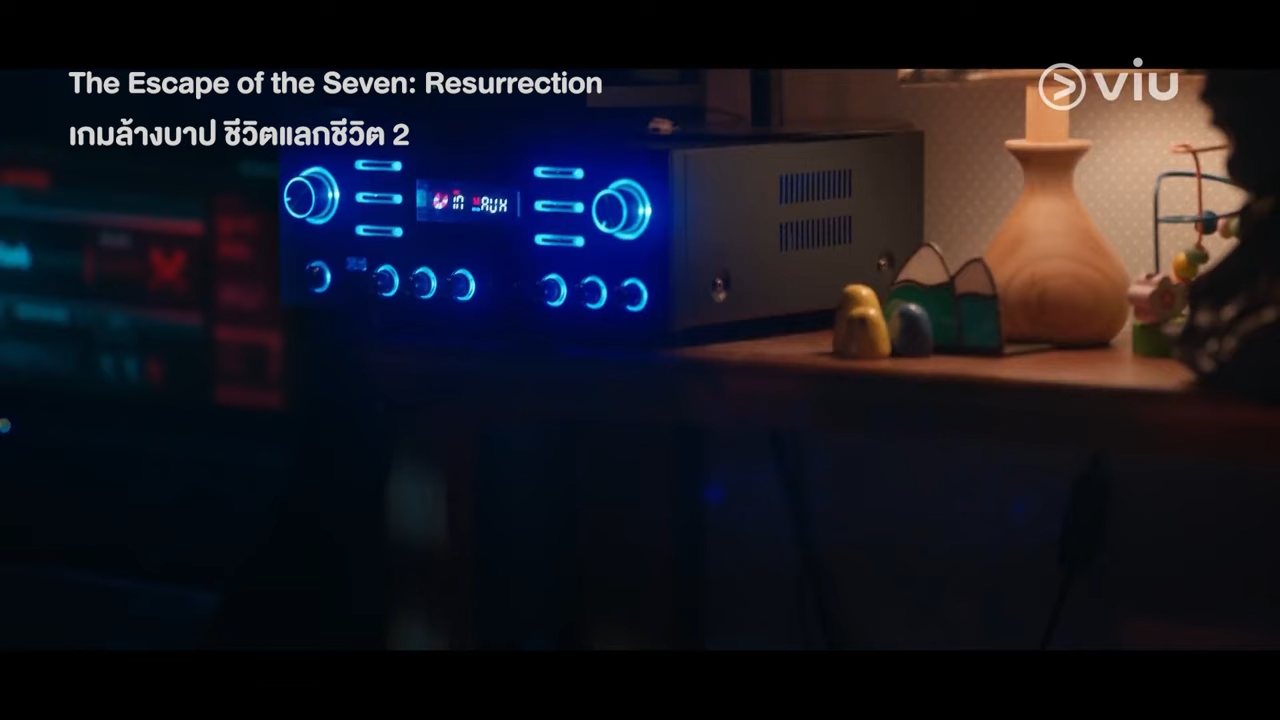 The Escape of the Seven: Resurrection
viu
เกมล้างบาป ชีวิตแลกชีวิต 2
in AUX